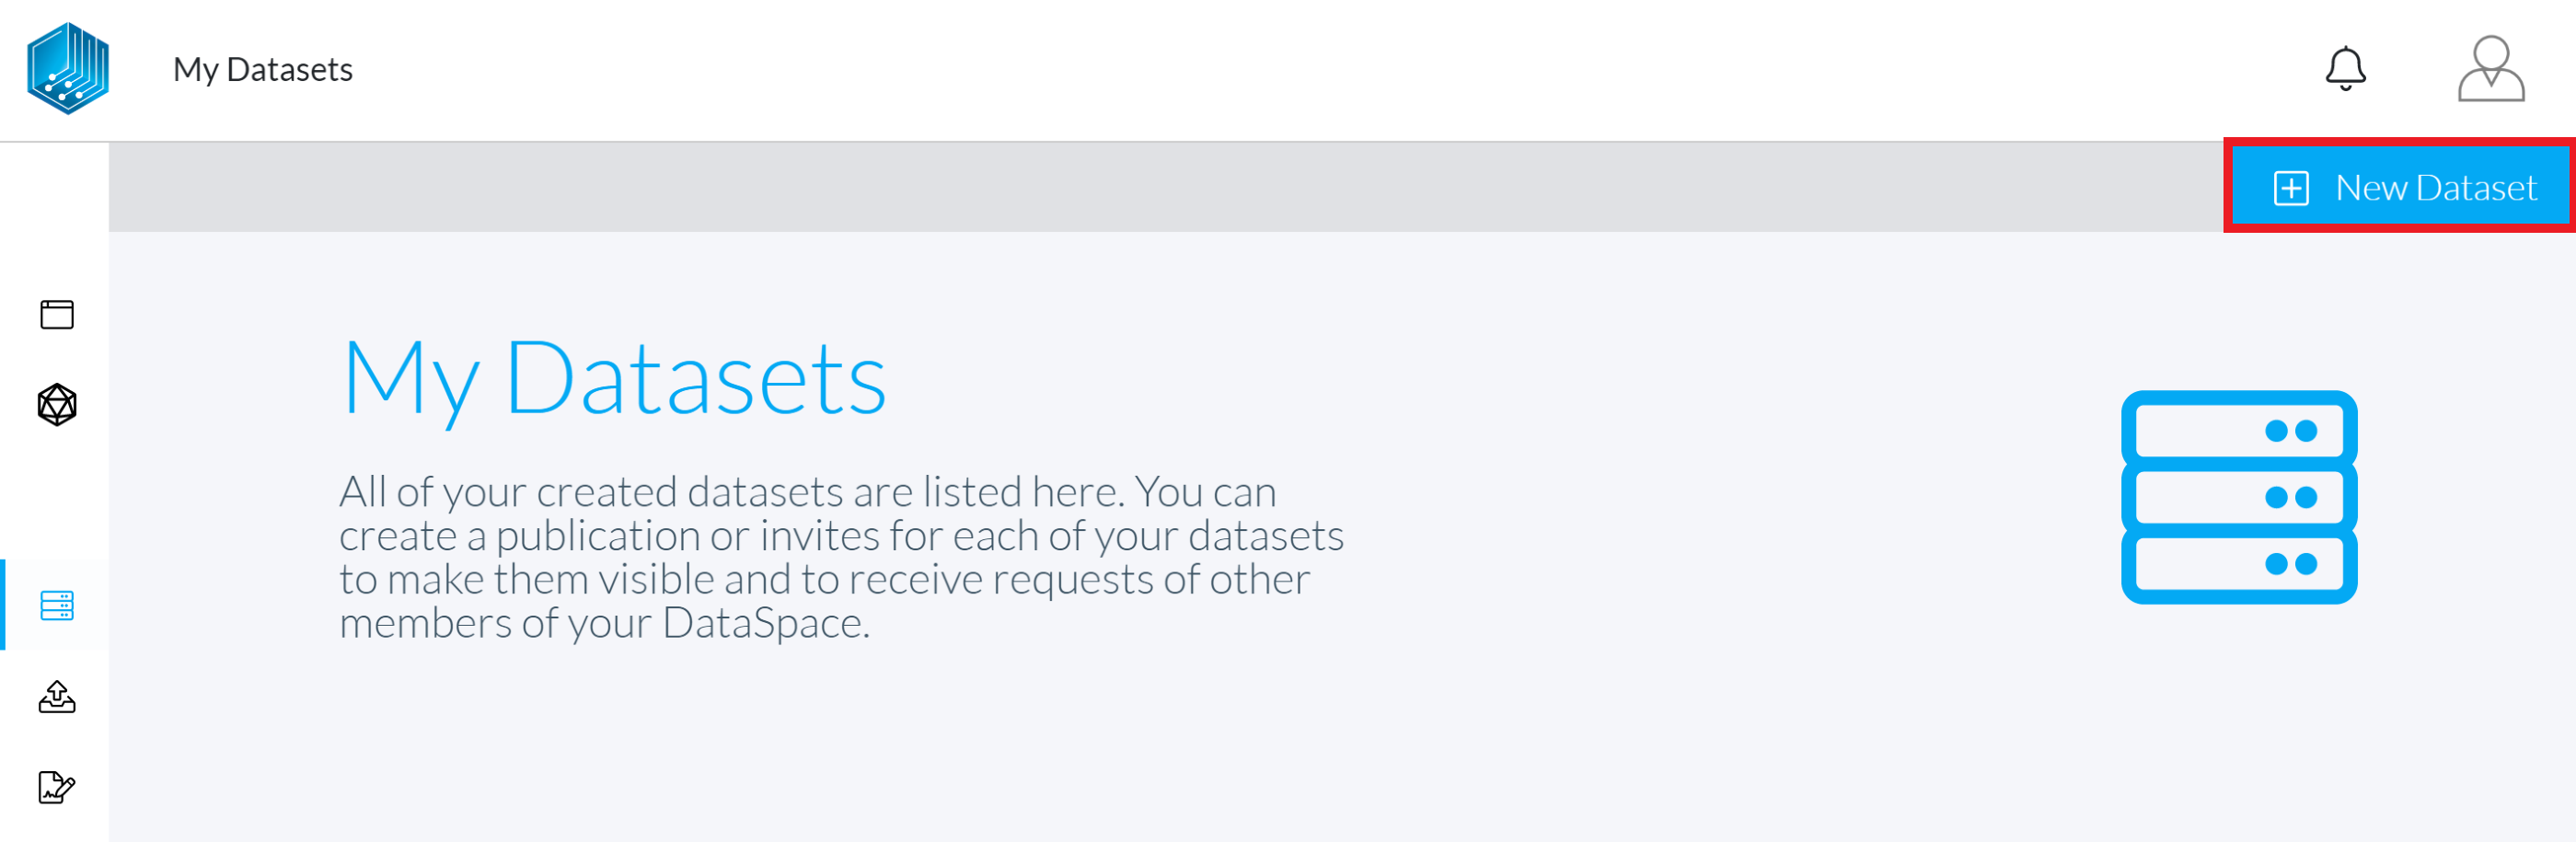 My Datasets
New Dataset
My Datasets
All of your created datasets are listed here. You can
create a publication or invites for each of your datasets
to make them visible and to receive requests of other
members of your DataSpace.